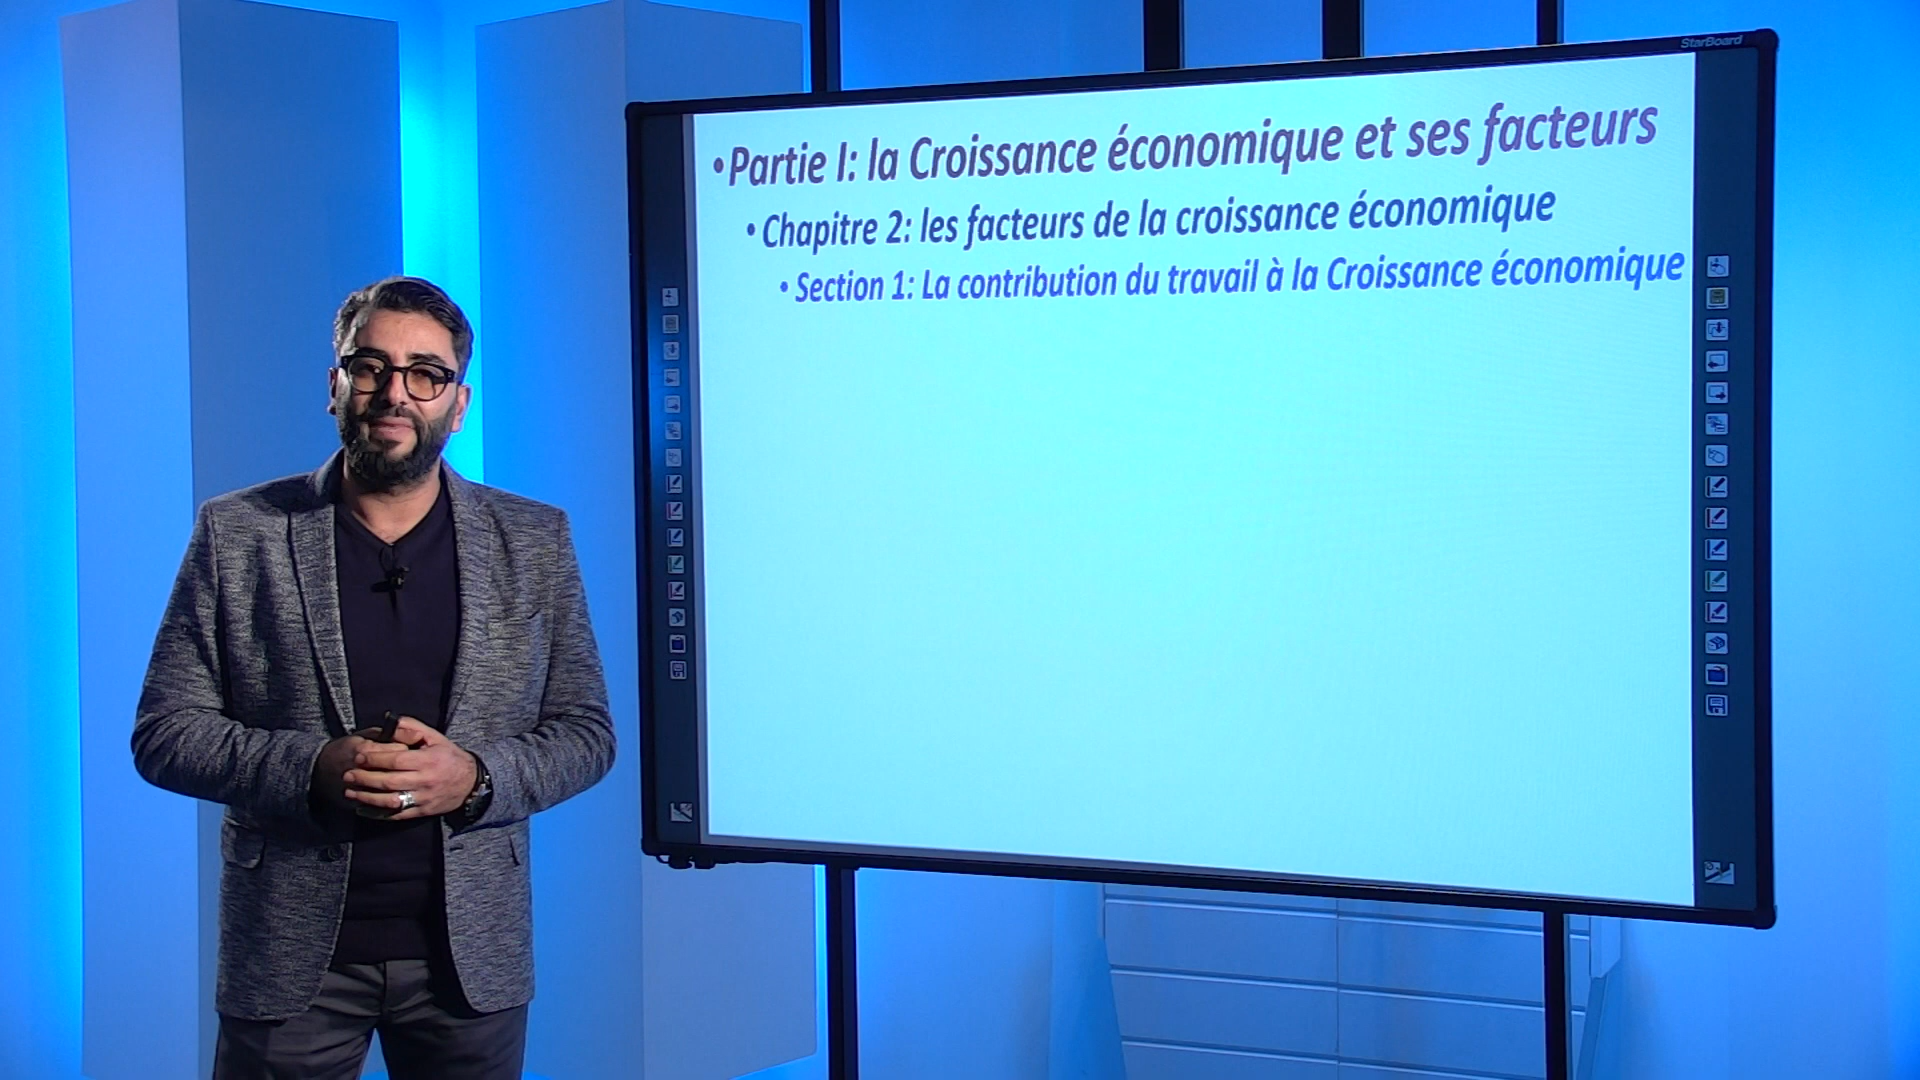 StarBoard
•Partie I: la Croissance économique et ses facteurs
• Chapitre 2: les facteurs de la croissance économique
• Section 1: La contribution du travail à la Croissance économique